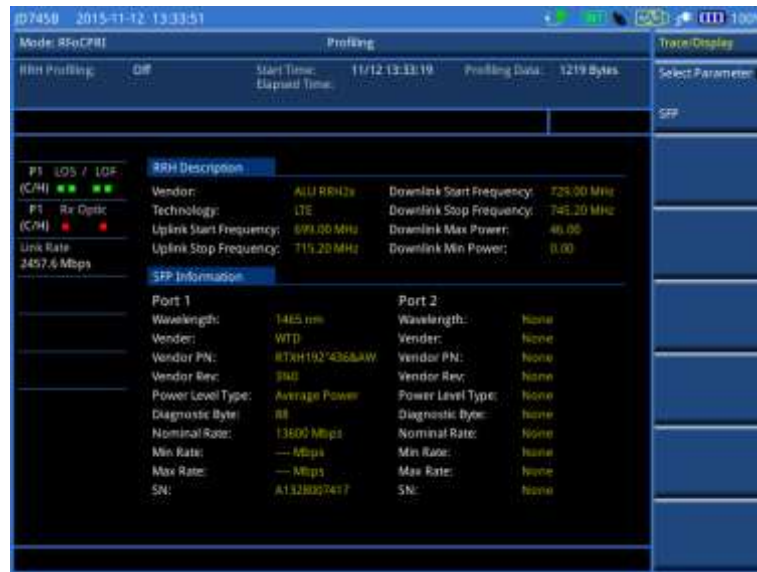 JD745B 2015-11-12 13:33:51
INT
100%
Mode: RFoCPRI
Profiling
Trace/Display
RRH Profiling: Off
Start Time: 11/12 13:33:19
Profiling Data: 1219 Bytes
Elapsed Time:
Select Parameter
SFP
P1 LOS / LOF
(C/H)
P1 Rx Optic
(C/H)
Link Rate
2457.6 Mbps
RRH Description
Vendor: ALU RRH2x Downlink Start Frequency: 729.00 MHz
Technology: LTE Downlink Stop Frequency: 745.20 MHz
Uplink Start Frequency: 699.00 MHz Downlink Max Power: 46.00
Uplink Stop Frequency: 715.20 MHz Downlink Min Power: 0.00
SFP Information
Port 1 Port 2
Wavelength: 1465 nm Wavelength: None
Vender: WTD Vender: None
Vendor PN: Vendor PN: None
Vendor Rev: Vendor Rev: None
Power Level Type: Average Power Power Level Type: None
Diagnostic Byte: Diagnostic Byte: None
Nominal Rate: 13600 Mbps Nominal Rate: None
Min Rate: --- Mbps Min Rate: None
Max Rate: --- Mbps Max Rate: None
SN: A1328007417 SN: None